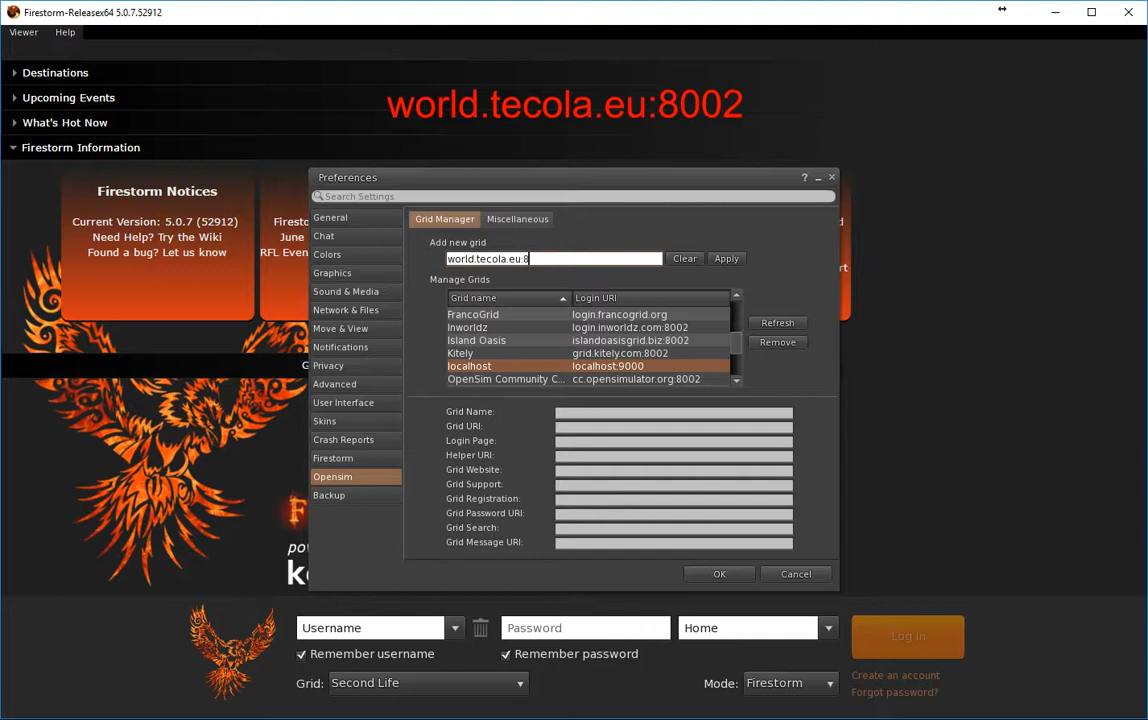 Firestorm-Releasex64 5.0.7.52912
Viewer Help
Destinations
Upcoming Events
What's Hot Now
Firestorm Information
world.tecola.eu:8002
Firestorm Notices
Current Version: 5.0.7 (52912)
Need Help? Try the Wiki
Found a bug? Let us know
Firesto
June
RFL Even
rt
G
F
po
k
Preferences
?
Search Settings
General
Chat
Colors
Graphics
Sound & Media
Network & Files
Move & View
Notifications
Privacy
Advanced
User Interface
Skins
Crash Reports
Firestorm
Opensim
Backup
Grid Manager Miscellaneous
Add new grid
world.tecola.eu:8 Clear Apply
Manage Grids
Grid name Login URI
FrancoGrid login.francogrid.org
Inworldz login.inworldz.com:8002
Island Oasis islandoasisgrid.biz:8002
Kitely grid.kitely.com:8002
localhost localhost:9000
OpenSim Community C... cc.opensimulator.org:8002
Refresh
Remove
Grid Name:
Grid URI:
Login Page:
Helper URI:
Grid Website:
Grid Support:
Grid Registration:
Grid Password URI:
Grid Search:
Grid Message URI:
OK Cancel
Username Password Home Log In
Remember username Remember password
Create an account
Grid: Second Life Mode: Firestorm
Forgot password?